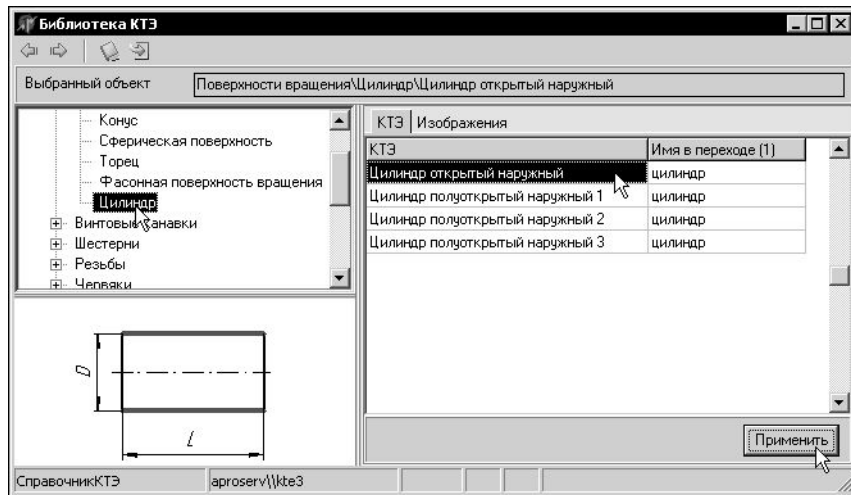 Библиотека КТЭ
Выбранный объект
Поверхности вращения\Цилиндр\Цилиндр открытый наружный
Конус
Сферическая поверхность
Торец
Фасонная поверхность вращения
Цилиндр
Винтовые канавки
Шестерни
Резьбы
Червяки
КТЭ Изображения
КТЭ Имя в переходе (1)
Цилиндр открытый наружный цилиндр
Цилиндр полуоткрытый наружный 1 цилиндр
Цилиндр полуоткрытый наружный 2 цилиндр
Цилиндр полуоткрытый наружный 3 цилиндр
D
L
Применить
СправочникКТЭ aproserv\\kte3